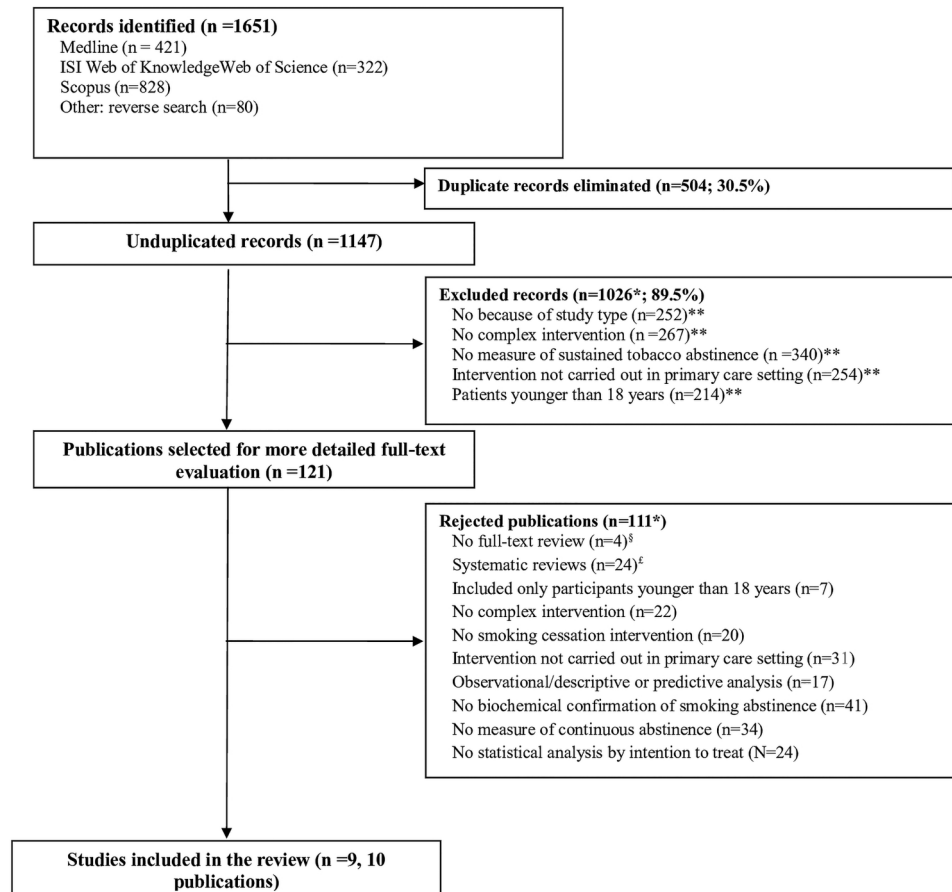 Records identified (n =1651)
Medline (n = 421)
ISI Web of KnowledgeWeb of Science (n=322)
Scopus (n=828)
Other: reverse search (n=80)
Duplicate records eliminated (n=504; 30.5%)
Unduplicated records (n =1147)
Excluded records (n=1026*; 89.5%)
No because of study type (n=252)**
No complex intervention (n =267)**
No measure of sustained tobacco abstinence (n =340)**
Intervention not carried out in primary care setting (n=254)**
Patients younger than 18 years (n=214)**
Publications selected for more detailed full-text
evaluation (n =121)
Rejected publications (n=111*)
No full-text review (n=4)§
Systematic reviews (n=24)£
Included only participants younger than 18 years (n=7)
No complex intervention (n=22)
No smoking cessation intervention (n=20)
Intervention not carried out in primary care setting (n=31)
Observational/descriptive or predictive analysis (n=17)
No biochemical confirmation of smoking abstinence (n=41)
No measure of continuous abstinence (n=34)
No statistical analysis by intention to treat (N=24)
Studies included in the review (n =9, 10
publications)